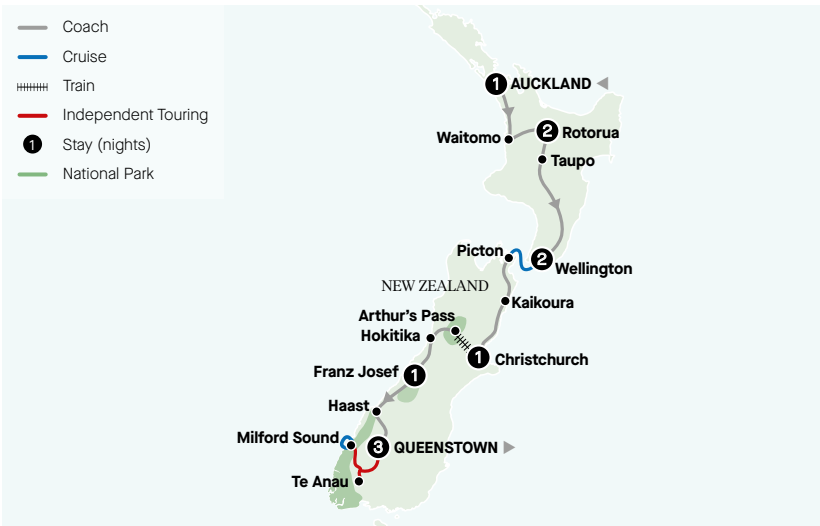 Coach
Cruise
Train
Independent Touring
1 Stay (nights)
National Park
1 AUCKLAND
Waitomo
2 Rotorua
Taupo
Picton
2 Wellington
NEW ZEALAND
Kaikoura
Arthur's Pass
Hokitika
1 Christchurch
Franz Josef 1
Haast
Milford Sound
3 QUEENSTOWN
Te Anau